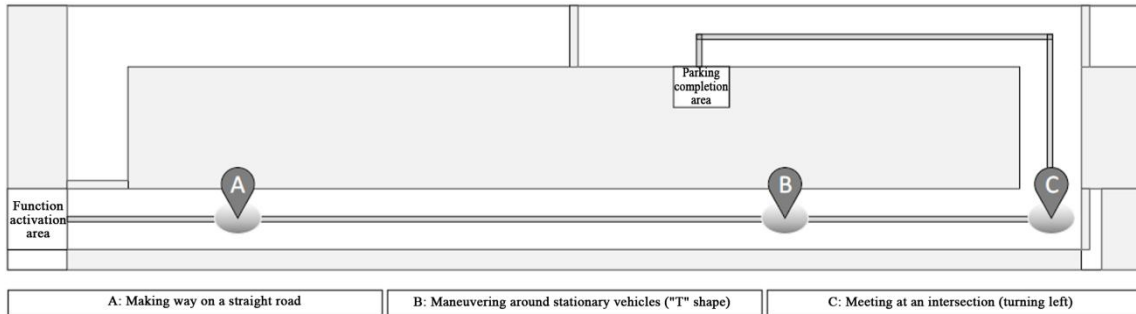 Parking
completion
area
A
B
C
Function
activation
area
A: Making way on a straight road
B: Maneuvering around stationary vehicles ("T" shape)
C: Meeting at an intersection (turning left)